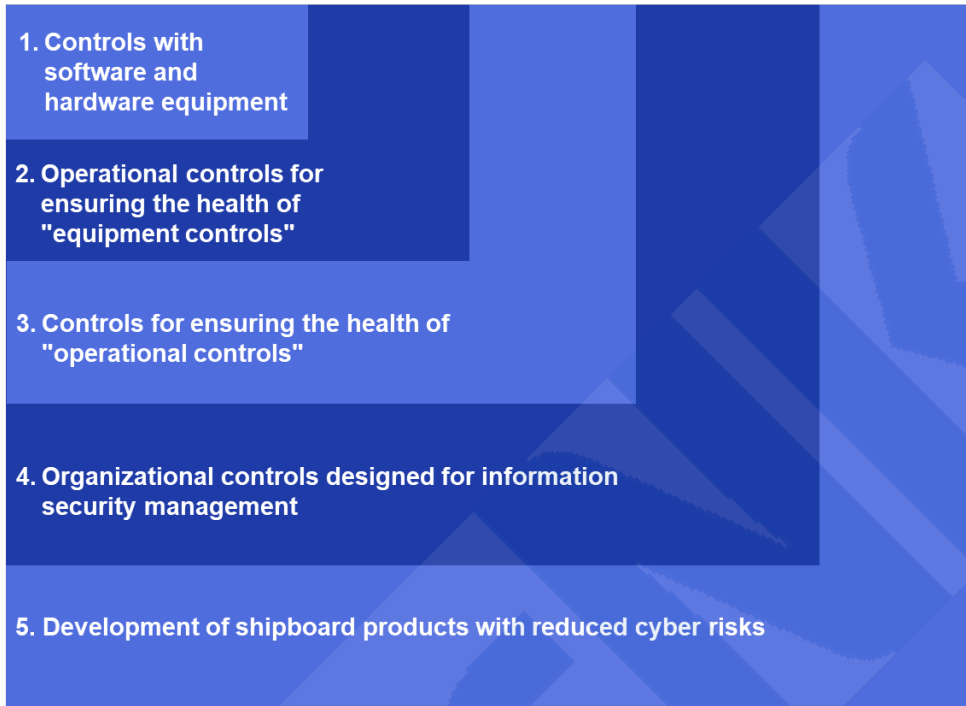 1. Controls with
software and
hardware equipment
2. Operational controls for
ensuring the health of
"equipment controls"
3. Controls for ensuring the health of
"operational controls"
4. Organizational controls designed for information
security management
5. Development of shipboard products with reduced cyber risks